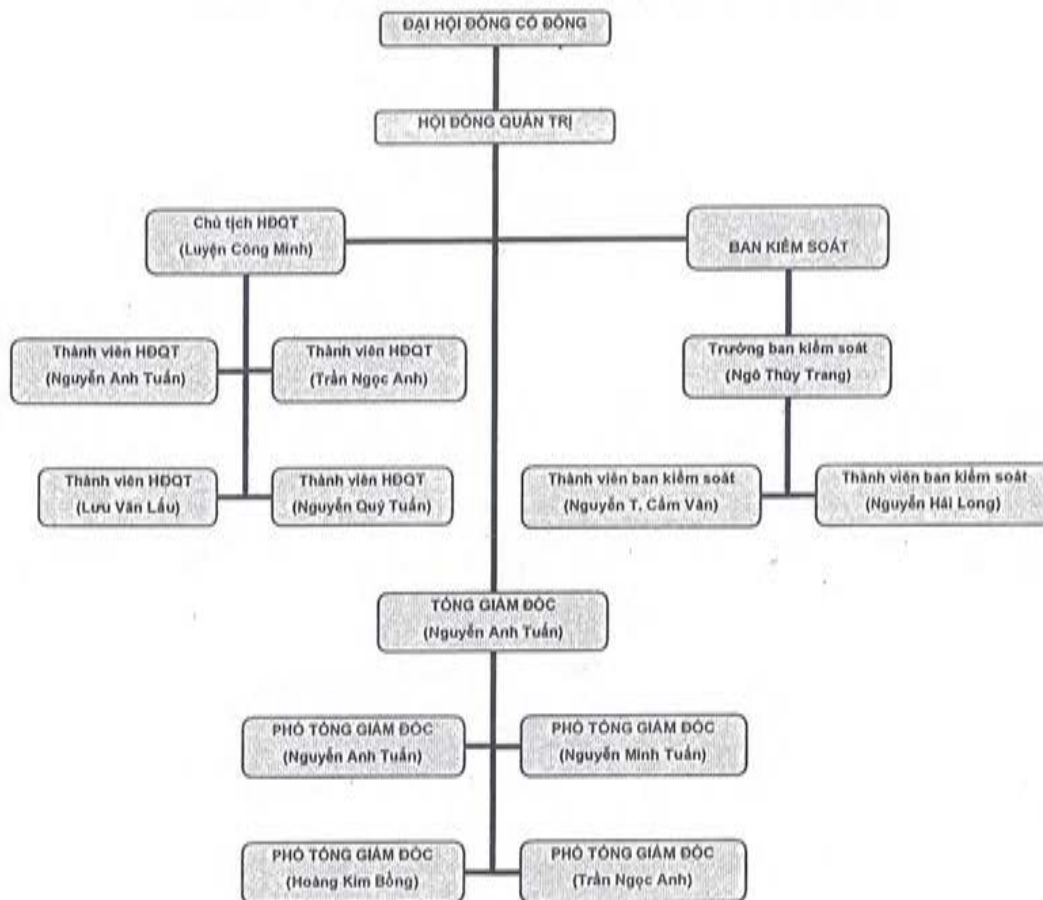 ĐẠI HỘI ĐỒNG CỔ ĐÔNG
HỘI ĐỒNG QUẢN TRỊ
Chủ tịch HĐQT
(Luyện Công Minh)
BAN KIỂM SOÁT
Thành viên HĐQT
(Nguyễn Anh Tuấn)
Thành viên HĐQT
(Trần Ngọc Anh)
Trưởng ban kiểm soát
(Ngô Thùy Trang)
Thành viên HĐQT
(Lưu Văn Lấu)
Thành viên HĐQT
(Nguyễn Quý Tuấn)
Thành viên ban kiểm soát
(Nguyễn T. Cẩm Vân)
Thành viên ban kiểm soát
(Nguyễn Hải Long)
TỔNG GIÁM ĐỐC
(Nguyễn Anh Tuấn)
PHÓ TỔNG GIÁM ĐỐC
(Nguyễn Anh Tuấn)
PHÓ TỔNG GIÁM ĐỐC
(Nguyễn Minh Tuấn)
PHÓ TỔNG GIÁM ĐỐC
(Hoàng Kim Bồng)
PHÓ TỔNG GIÁM ĐỐC
(Trần Ngọc Anh)